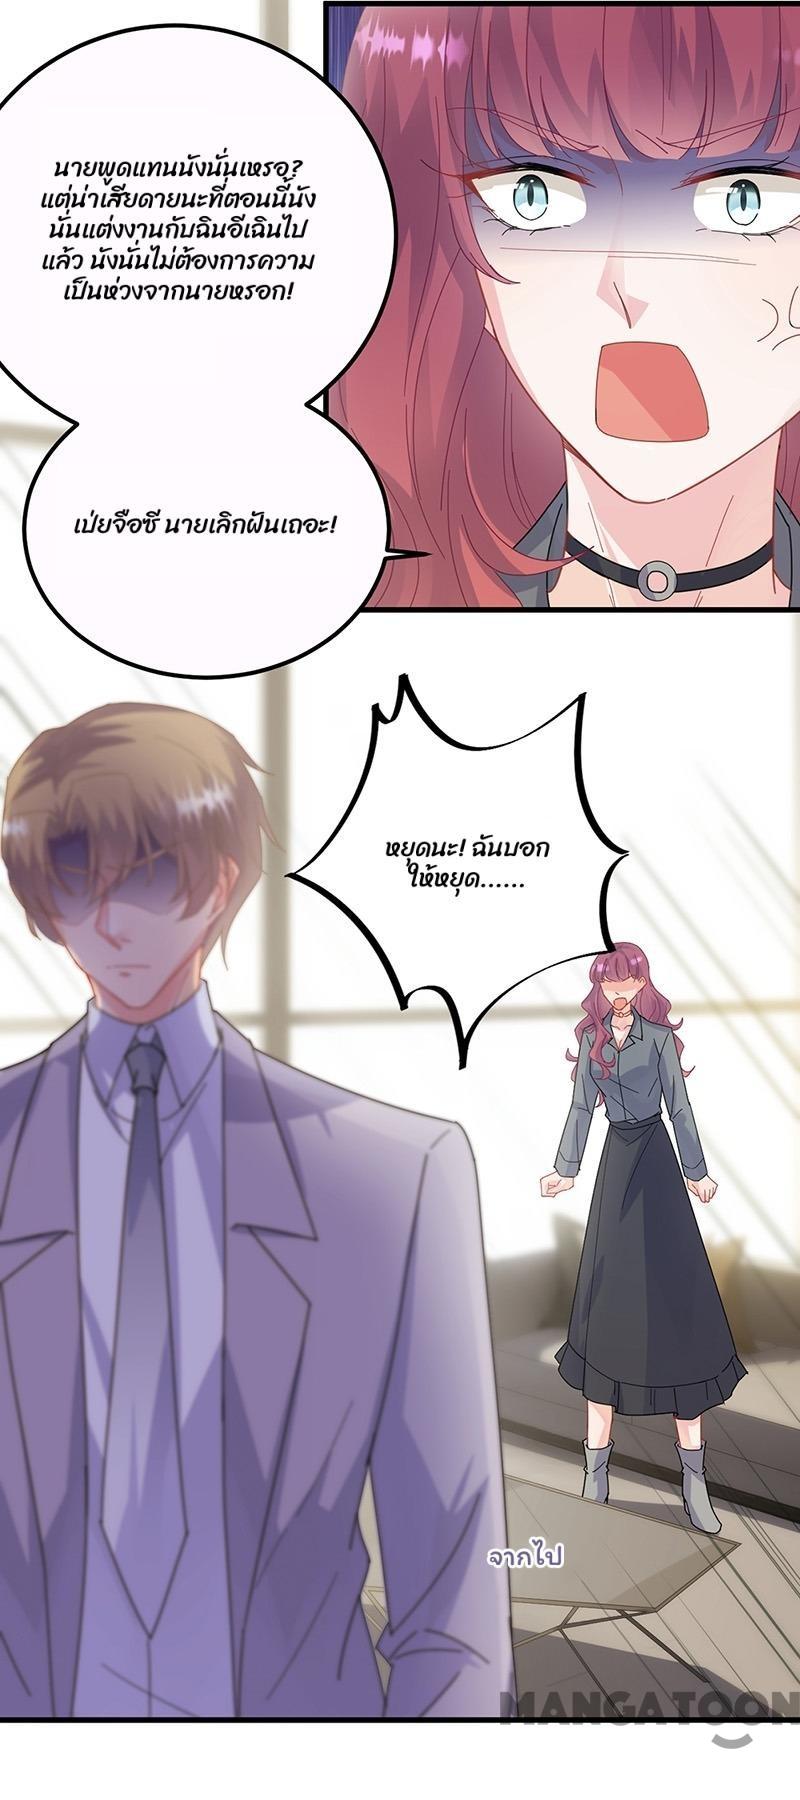 นายพูดแทนนังนั่นเหรอ?
แต่น่าเสียดายนะที่ตอนนี้นัง
นั่นแต่งงานกับฉินอีเฉินไป
แล้ว นังนั่นไม่ต้องการความ
เป็นห่วงจากนายหรอก!
เป่ยจือซี นายเลิกฝันเถอะ!
หยุดนะ! ฉันบอก
ให้หยุด......
จากไป
MANGATOON